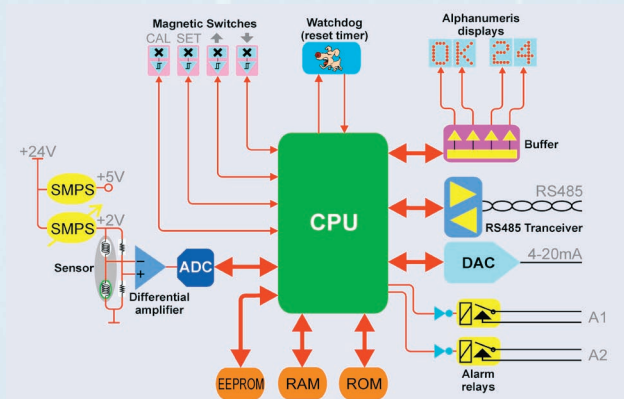 Magnetic Switches
CAL SET
Watchdog
(reset timer)
Alphanumeris
displays
OK 24
Buffer
+24V
SMPS
+5V
SMPS
+2V
Sensor
ADC
Differential
amplifier
CPU
RS485
RS485 Tranceiver
DAC
4-20mA
A1
A2
Alarm
relays
EEPROM
RAM
ROM